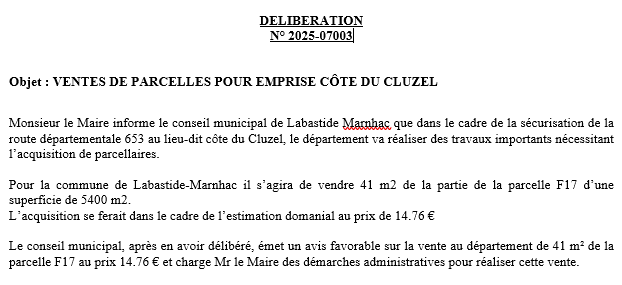 DELIBERATION
N° 2025-07003
Objet : VENTES DE PARCELLES POUR EMPRISE CÔTE DU CLUZEL
Monsieur le Maire informe le conseil municipal de Labastide Marnhac que dans le cadre de la sécurisation de la
route départementale 653 au lieu-dit côte du Cluzel, le département va réaliser des travaux importants nécessitant
l’acquisition de parcellaires.
Pour la commune de Labastide-Marnhac il s’agira de vendre 41 m2 de la partie de la parcelle F17 d’une
superficie de 5400 m2.
L’acquisition se ferait dans le cadre de l’estimation domanial au prix de 14.76 €
Le conseil municipal, après en avoir délibéré, émet un avis favorable sur la vente au département de 41 m² de la
parcelle F17 au prix 14.76 € et charge Mr le Maire des démarches administratives pour réaliser cette vente.